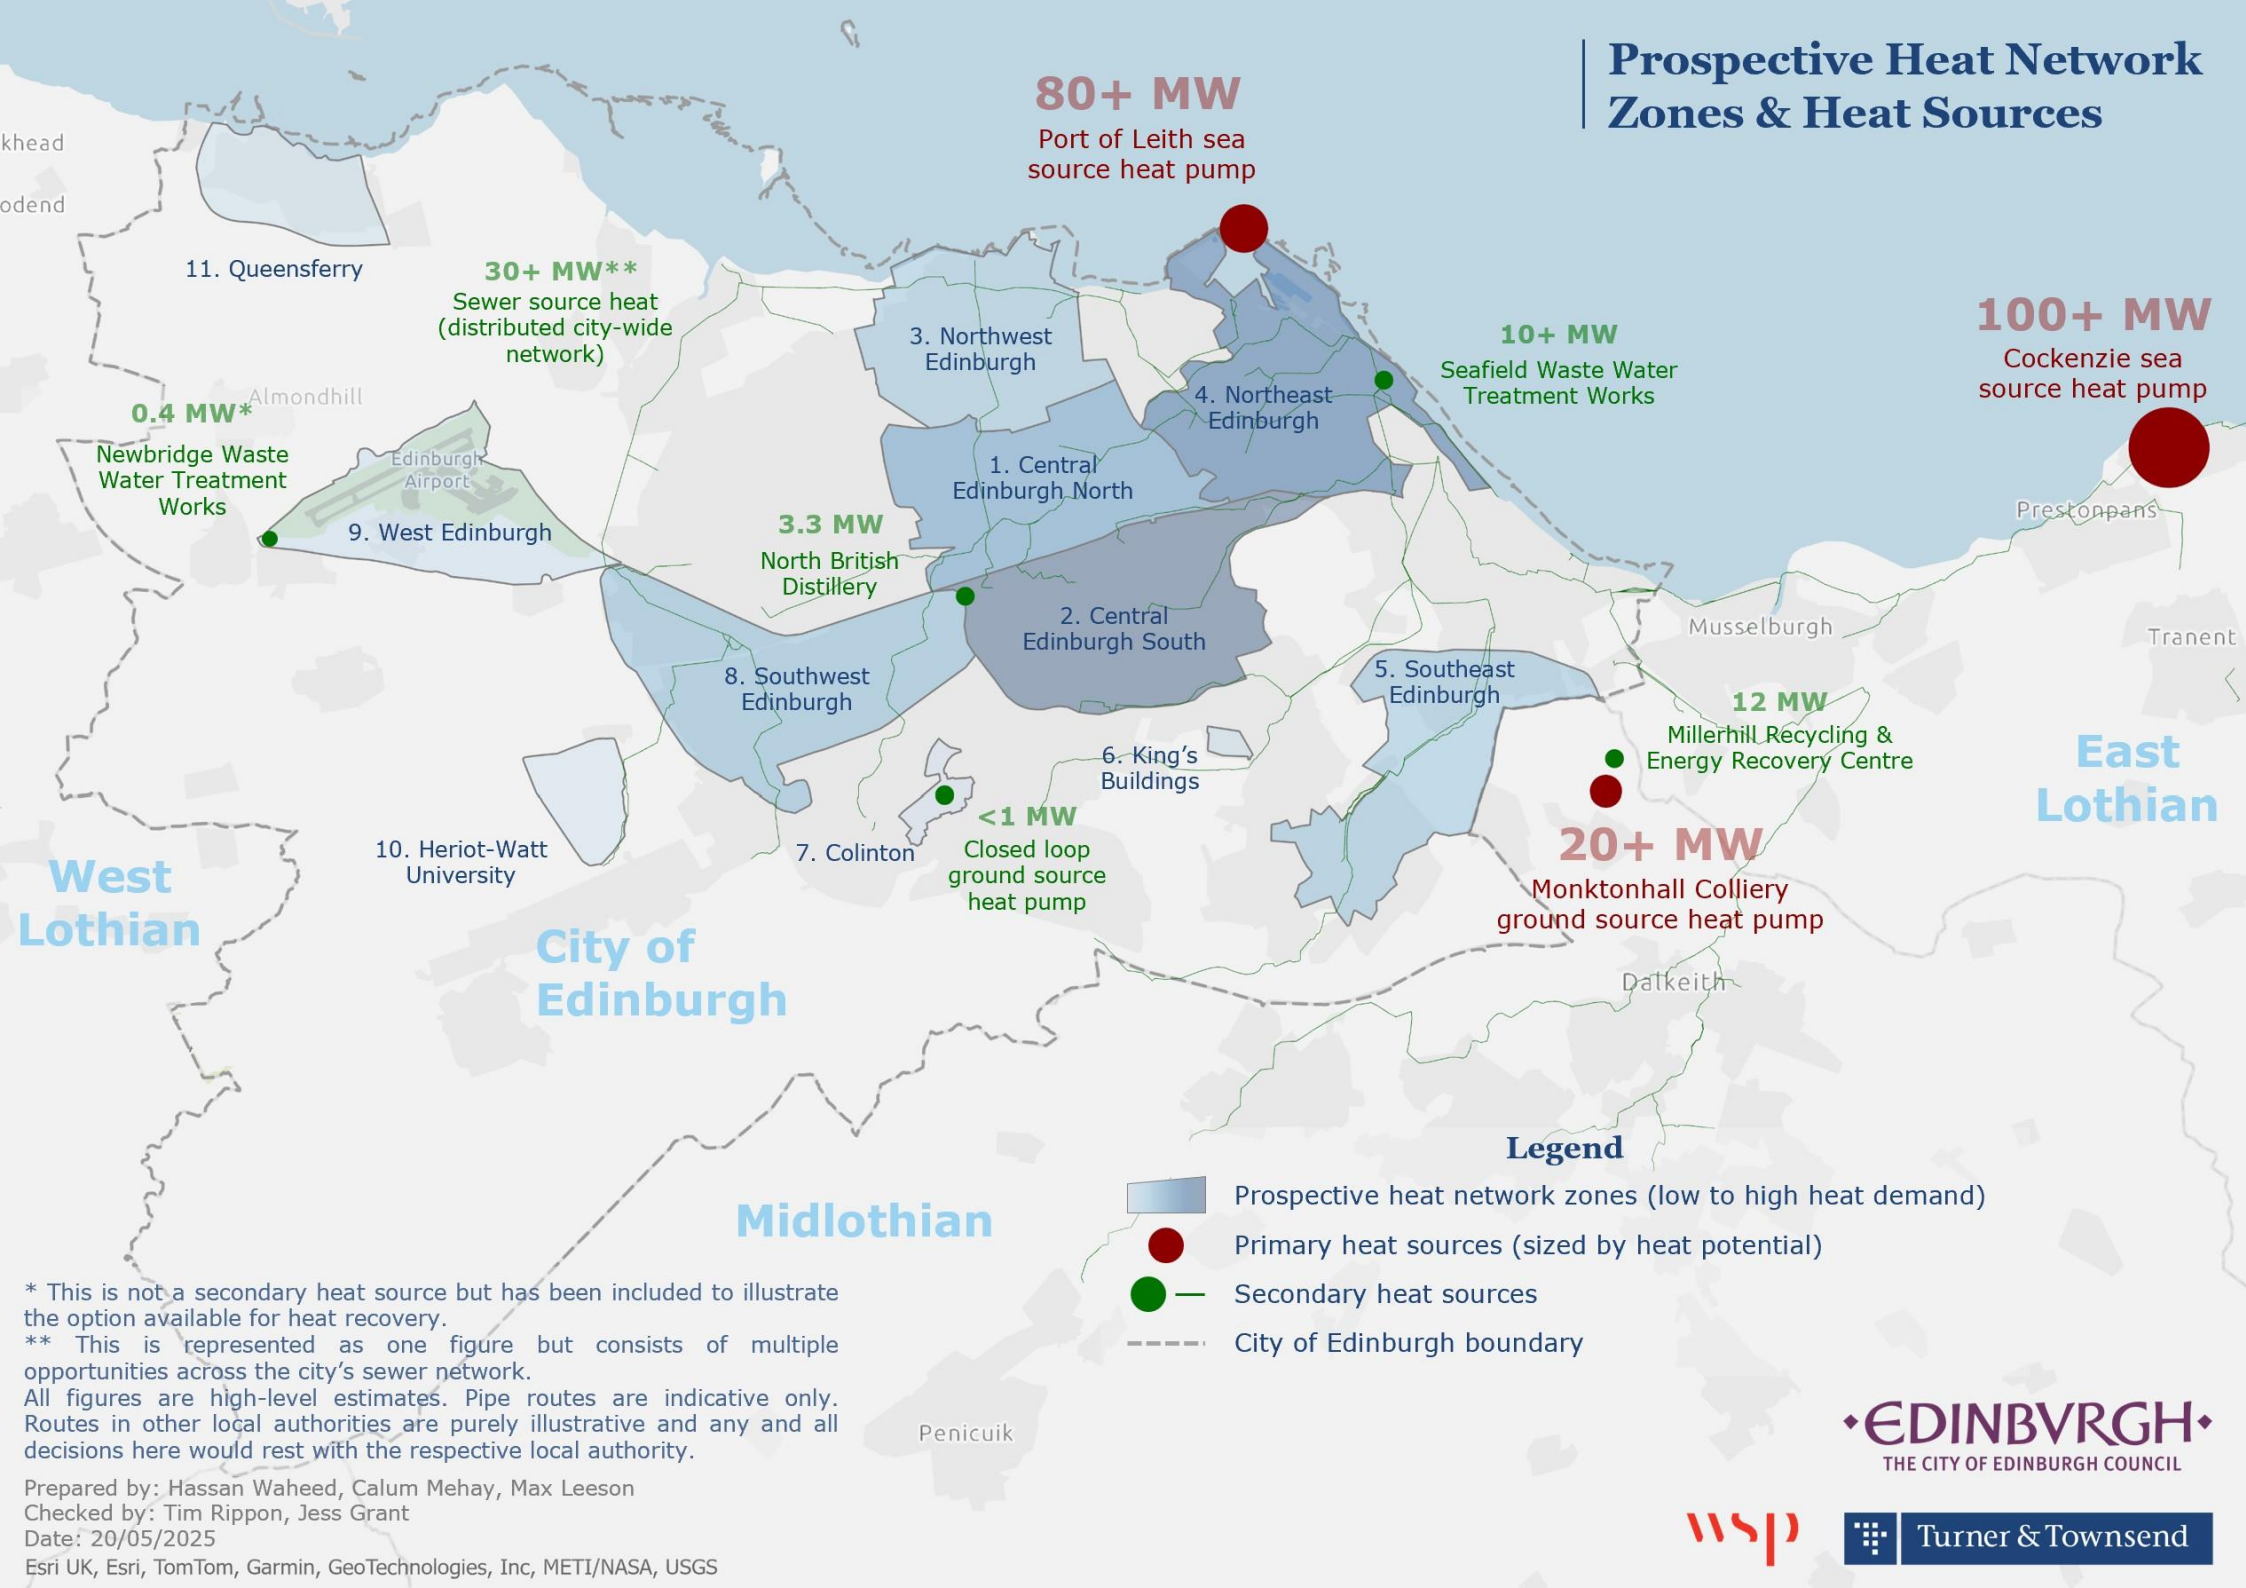 Prospective Heat Network
Zones & Heat Sources
80+ MW
Port of Leith sea
source heat pump
khead
odend
11. Queensferry
30+ MW**
Sewer source heat
(distributed city-wide
network)
3. Northwest
Edinburgh
10+ MW
Seafield Waste Water
Treatment Works
100+ MW
Cockenzie sea
source heat pump
Almondhill
0.4 MW*
Newbridge Waste
Water Treatment
Works
Edinburgh
Airport
9. West Edinburgh
4. Northeast
Edinburgh
1. Central
Edinburgh North
3.3 MW
North British
Distillery
Prestonpans
2. Central
Edinburgh South
Musselburgh
Tranent
8. Southwest
Edinburgh
5. Southeast
Edinburgh
12 MW
Millerhill Recycling &
Energy Recovery Centre
6. King’s
Buildings
East
Lothian
10. Heriot-Watt
University
7. Colinton
<1 MW
Closed loop
ground source
heat pump
20+ MW
Monktonhall Colliery
ground source heat pump
West
Lothian
City of
Edinburgh
Dalkeith
Midlothian
Penicuik
Legend
Prospective heat network zones (low to high heat demand)
Primary heat sources (sized by heat potential)
Secondary heat sources
City of Edinburgh boundary
* This is not a secondary heat source but has been included to illustrate
the option available for heat recovery.
** This is represented as one figure but consists of multiple
opportunities across the city’s sewer network.
All figures are high-level estimates. Pipe routes are indicative only.
Routes in other local authorities are purely illustrative and any and all
decisions here would rest with the respective local authority.
Prepared by: Hassan Waheed, Calum Mehay, Max Leeson
Checked by: Tim Rippon, Jess Grant
Date: 20/05/2025
Esri UK, Esri, TomTom, Garmin, GeoTechnologies, Inc, METI/NASA, USGS
•EDINBVRGH•
THE CITY OF EDINBURGH COUNCIL
wsp
Turner & Townsend